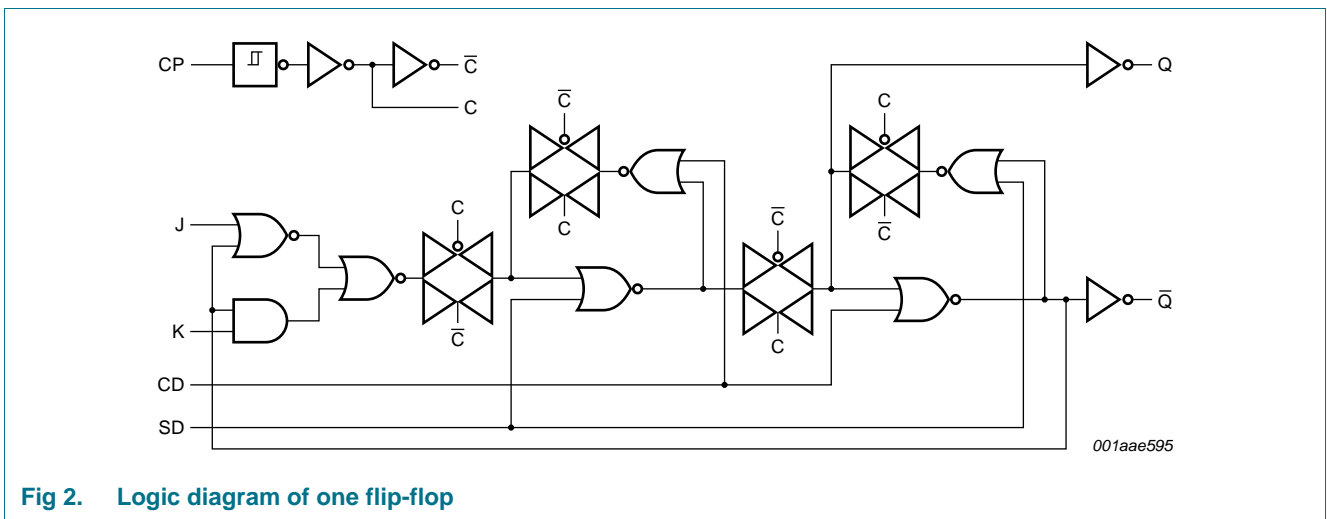 CP
C̅
C
Q
C̅
C
C
C̅
J
K
C
C̅
C̅
C
Q̅
CD
SD
001aae595
Fig 2. Logic diagram of one flip-flop